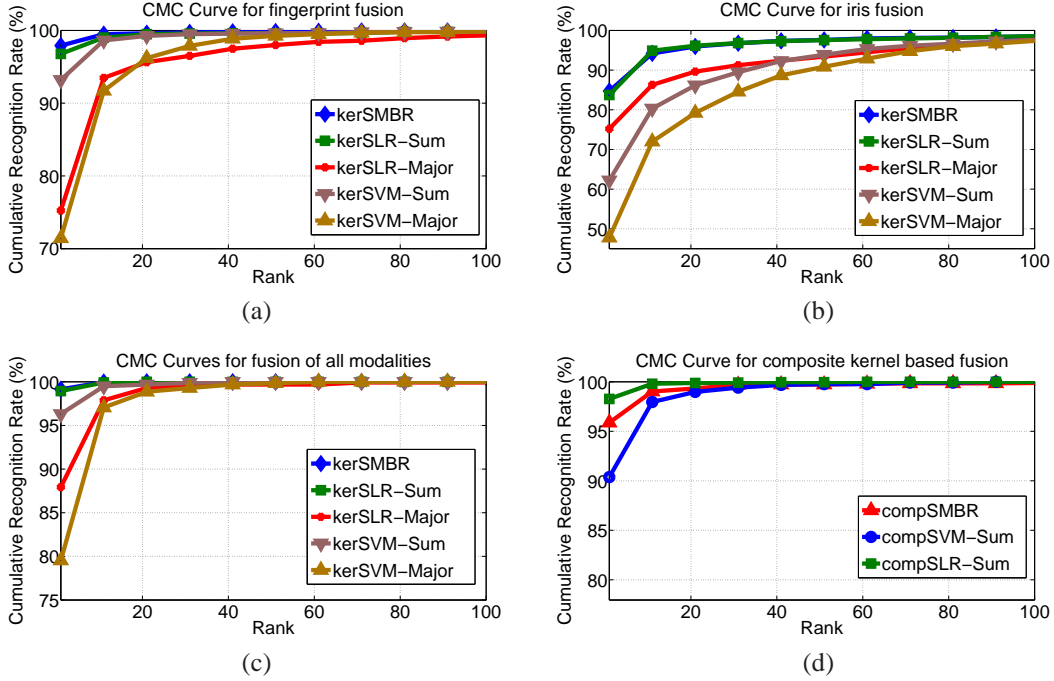 CMC Curve for fingerprint fusion
Cumulative Recognition Rate (%)
100
90
80
70
20
40
60
80
100
Rank
kerSMBR
kerSLR−Sum
kerSLR−Major
kerSVM−Sum
kerSVM−Major
(a)
CMC Curve for iris fusion
Cumulative Recognition Rate (%)
100
90
80
70
60
50
20
40
60
80
100
Rank
kerSMBR
kerSLR−Sum
kerSLR−Major
kerSVM−Sum
kerSVM−Major
(b)
CMC Curves for fusion of all modalities
Cumulative Recognition Rate (%)
100
95
90
85
80
75
20
40
60
80
100
Rank
kerSMBR
kerSLR−Sum
kerSLR−Major
kerSVM−Sum
kerSVM−Major
(c)
CMC Curve for composite kernel based fusion
Cumulative Recognition Rate (%)
100
95
90
85
80
20
40
60
80
100
Rank
compSMBR
compSVM−Sum
compSLR−Sum
(d)